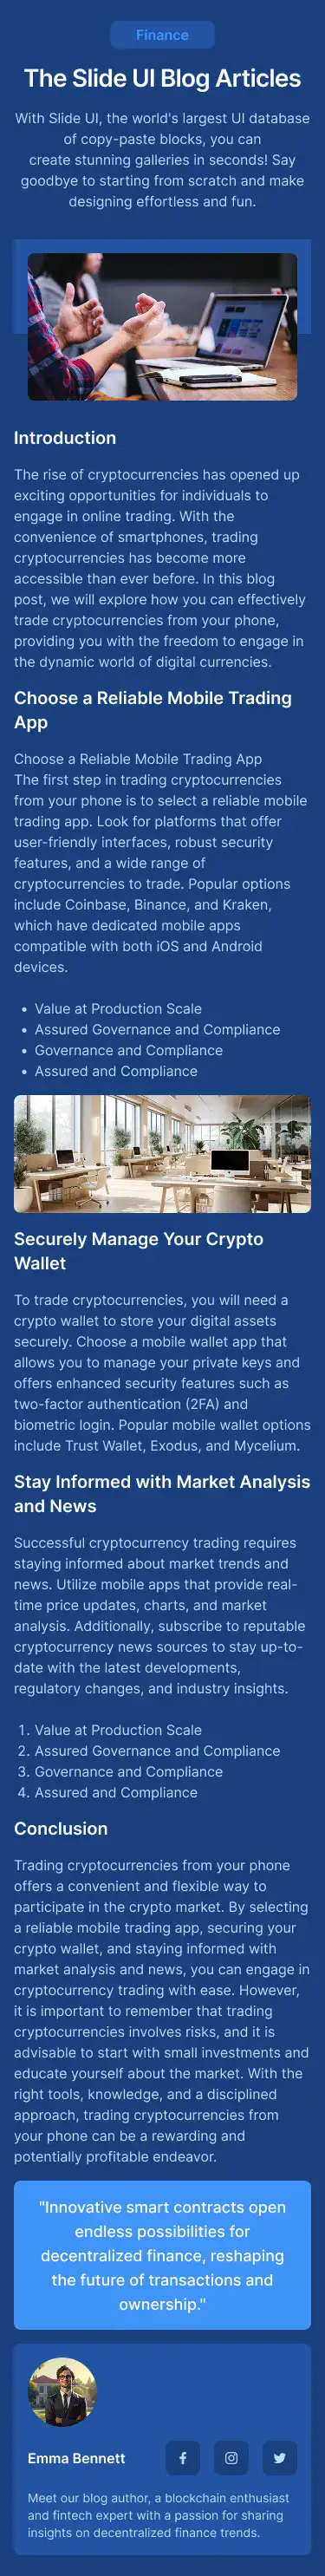 Finance
The Slide UI Blog Articles
With Slide UI, the world's largest UI database
of copy-paste blocks, you can
create stunning galleries in seconds! Say
goodbye to starting from scratch and make
designing effortless and fun.
Introduction
The rise of cryptocurrencies has opened up
exciting opportunities for individuals to
engage in online trading. With the
convenience of smartphones, trading
cryptocurrencies has become more
accessible than ever before. In this blog
post, we will explore how you can effectively
trade cryptocurrencies from your phone,
providing you with the freedom to engage in
the dynamic world of digital currencies.
Choose a Reliable Mobile Trading
App
Choose a Reliable Mobile Trading App
The first step in trading cryptocurrencies
from your phone is to select a reliable mobile
trading app. Look for platforms that offer
user-friendly interfaces, robust security
features, and a wide range of
cryptocurrencies to trade. Popular options
include Coinbase, Binance, and Kraken,
which have dedicated mobile apps
compatible with both iOS and Android
devices.
• Value at Production Scale
• Assured Governance and Compliance
• Governance and Compliance
• Assured and Compliance
Securely Manage Your Crypto
Wallet
To trade cryptocurrencies, you will need a
crypto wallet to store your digital assets
securely. Choose a mobile wallet app that
allows you to manage your private keys and
offers enhanced security features such as
two-factor authentication (2FA) and
biometric login. Popular mobile wallet options
include Trust Wallet, Exodus, and Mycelium.
Stay Informed with Market Analysis
and News
Successful cryptocurrency trading requires
staying informed about market trends and
news. Utilize mobile apps that provide real-
time price updates, charts, and market
analysis. Additionally, subscribe to reputable
cryptocurrency news sources to stay up-to-
date with the latest developments,
regulatory changes, and industry insights.
1. Value at Production Scale
2. Assured Governance and Compliance
3. Governance and Compliance
4. Assured and Compliance
Conclusion
Trading cryptocurrencies from your phone
offers a convenient and flexible way to
participate in the crypto market. By selecting
a reliable mobile trading app, securing your
crypto wallet, and staying informed with
market analysis and news, you can engage in
cryptocurrency trading with ease. However,
it is important to remember that trading
cryptocurrencies involves risks, and it is
advisable to start with small investments and
educate yourself about the market. With the
right tools, knowledge, and a disciplined
approach, trading cryptocurrencies from
your phone can be a rewarding and
potentially profitable endeavor.
"Innovative smart contracts open
endless possibilities for
decentralized finance, reshaping
the future of transactions and
ownership."
Emma Bennett
Meet our blog author, a blockchain enthusiast
and fintech expert with a passion for sharing
insights on decentralized finance trends.